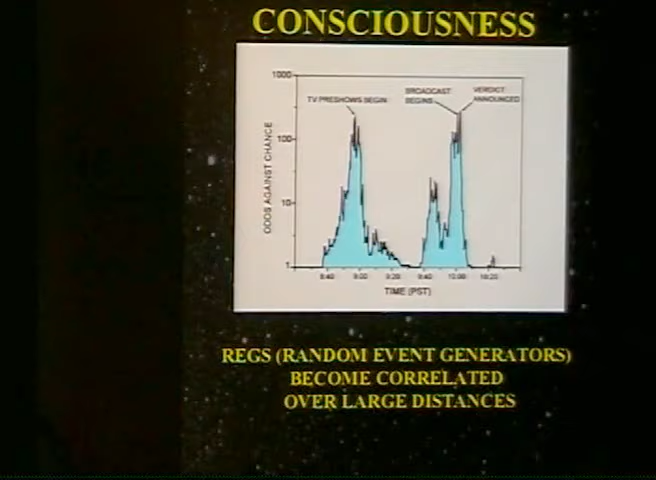 CONSCIOUSNESS
1000
100
10
1
ODDS AGAINST CHANCE
TV PRESHOWS BEGIN
BROADCAST
BEGINS
VERDICT
ANNOUNCED
8:40 9:00 9:20 9:40 10:00 10:20
TIME (PST)
REGS (RANDOM EVENT GENERATORS)
BECOME CORRELATED
OVER LARGE DISTANCES